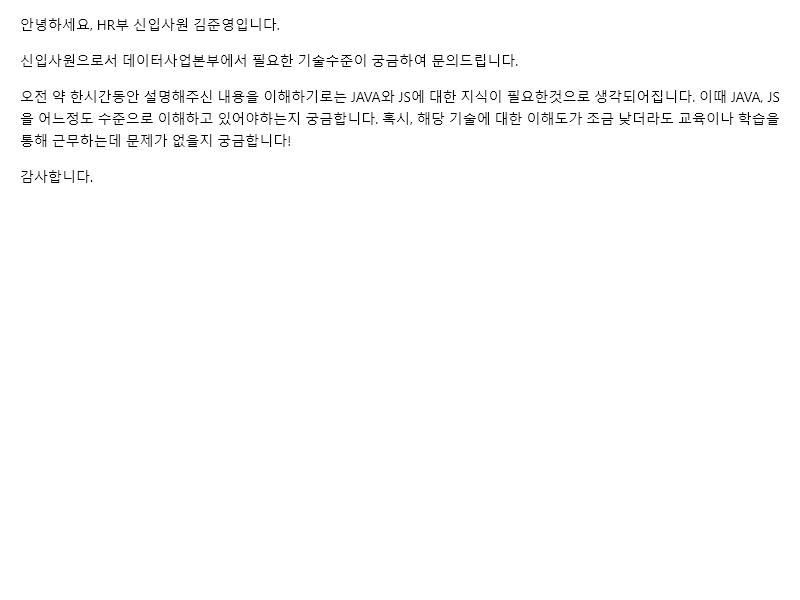 안녕하세요, HR부 신입사원 김준영입니다.
신입사원으로서 데이터사업본부에서 필요한 기술수준이 궁금하여 문의드립니다.
오전 약 한시간동안 설명해주신 내용을 이해하기로는 JAVA와 JS에 대한 지식이 필요한것으로 생각되어집니다. 이때 JAVA, JS
을 어느정도 수준으로 이해하고 있어야하는지 궁금합니다. 혹시, 해당 기술에 대한 이해도가 조금 낮더라도 교육이나 학습을
통해 근무하는데 문제가 없을지 궁금합니다!
감사합니다.